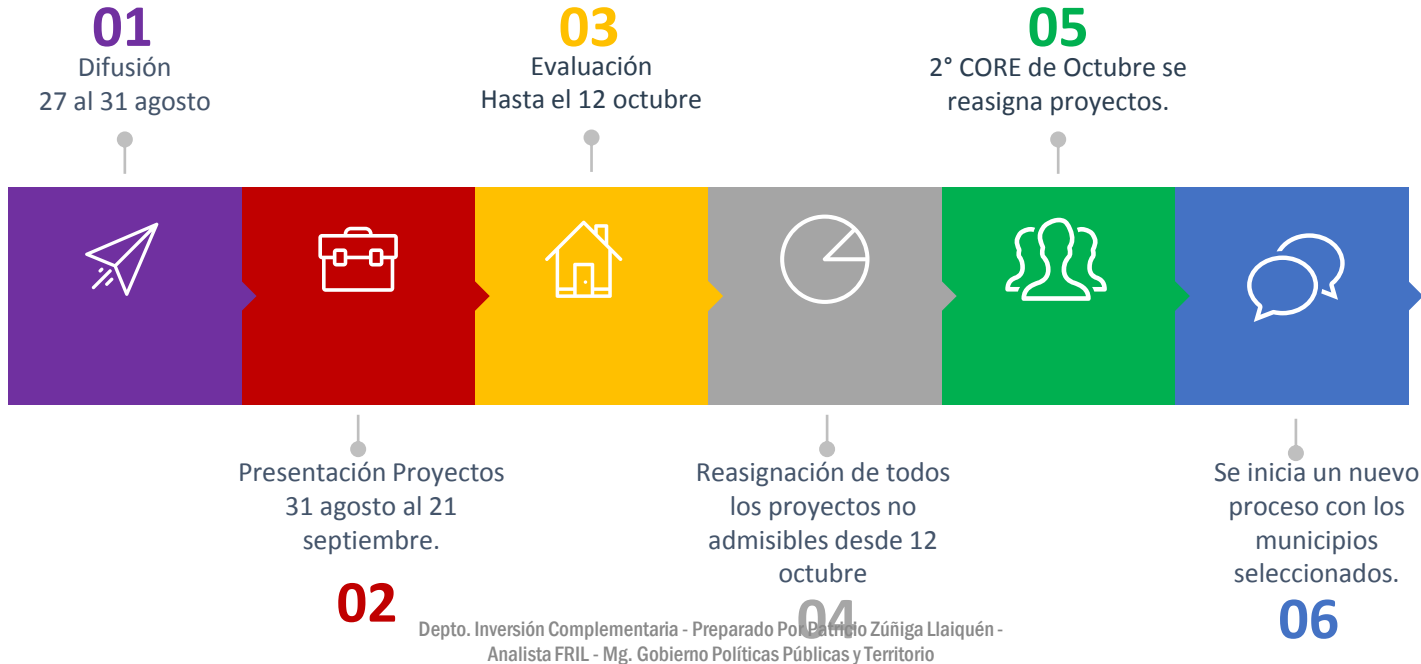 01
Difusión
27 al 31 agosto
03
Evaluación
Hasta el 12 octubre
05
2° CORE de Octubre se
reasigna proyectos.
Presentación Proyectos
31 agosto al 21
septiembre.
02
Reasignación de todos
los proyectos no
admisibles desde 12
octubre
04
Se inicia un nuevo
proceso con los
municipios
seleccionados.
06
Depto. Inversión Complementaria - Preparado Por Patricio Zúñiga Llaiquén -
Analista FRIL - Mg. Gobierno Políticas Públicas y Territorio